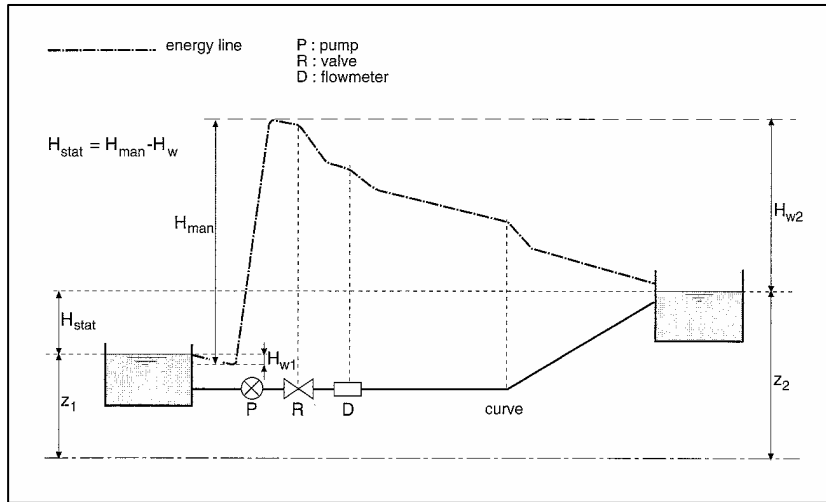 energy line
P : pump
R : valve
D : flowmeter
H_stat = H_man-H_w
H_man
H_w2
H_stat
H_w1
z_1
z_2
P
R
D
curve